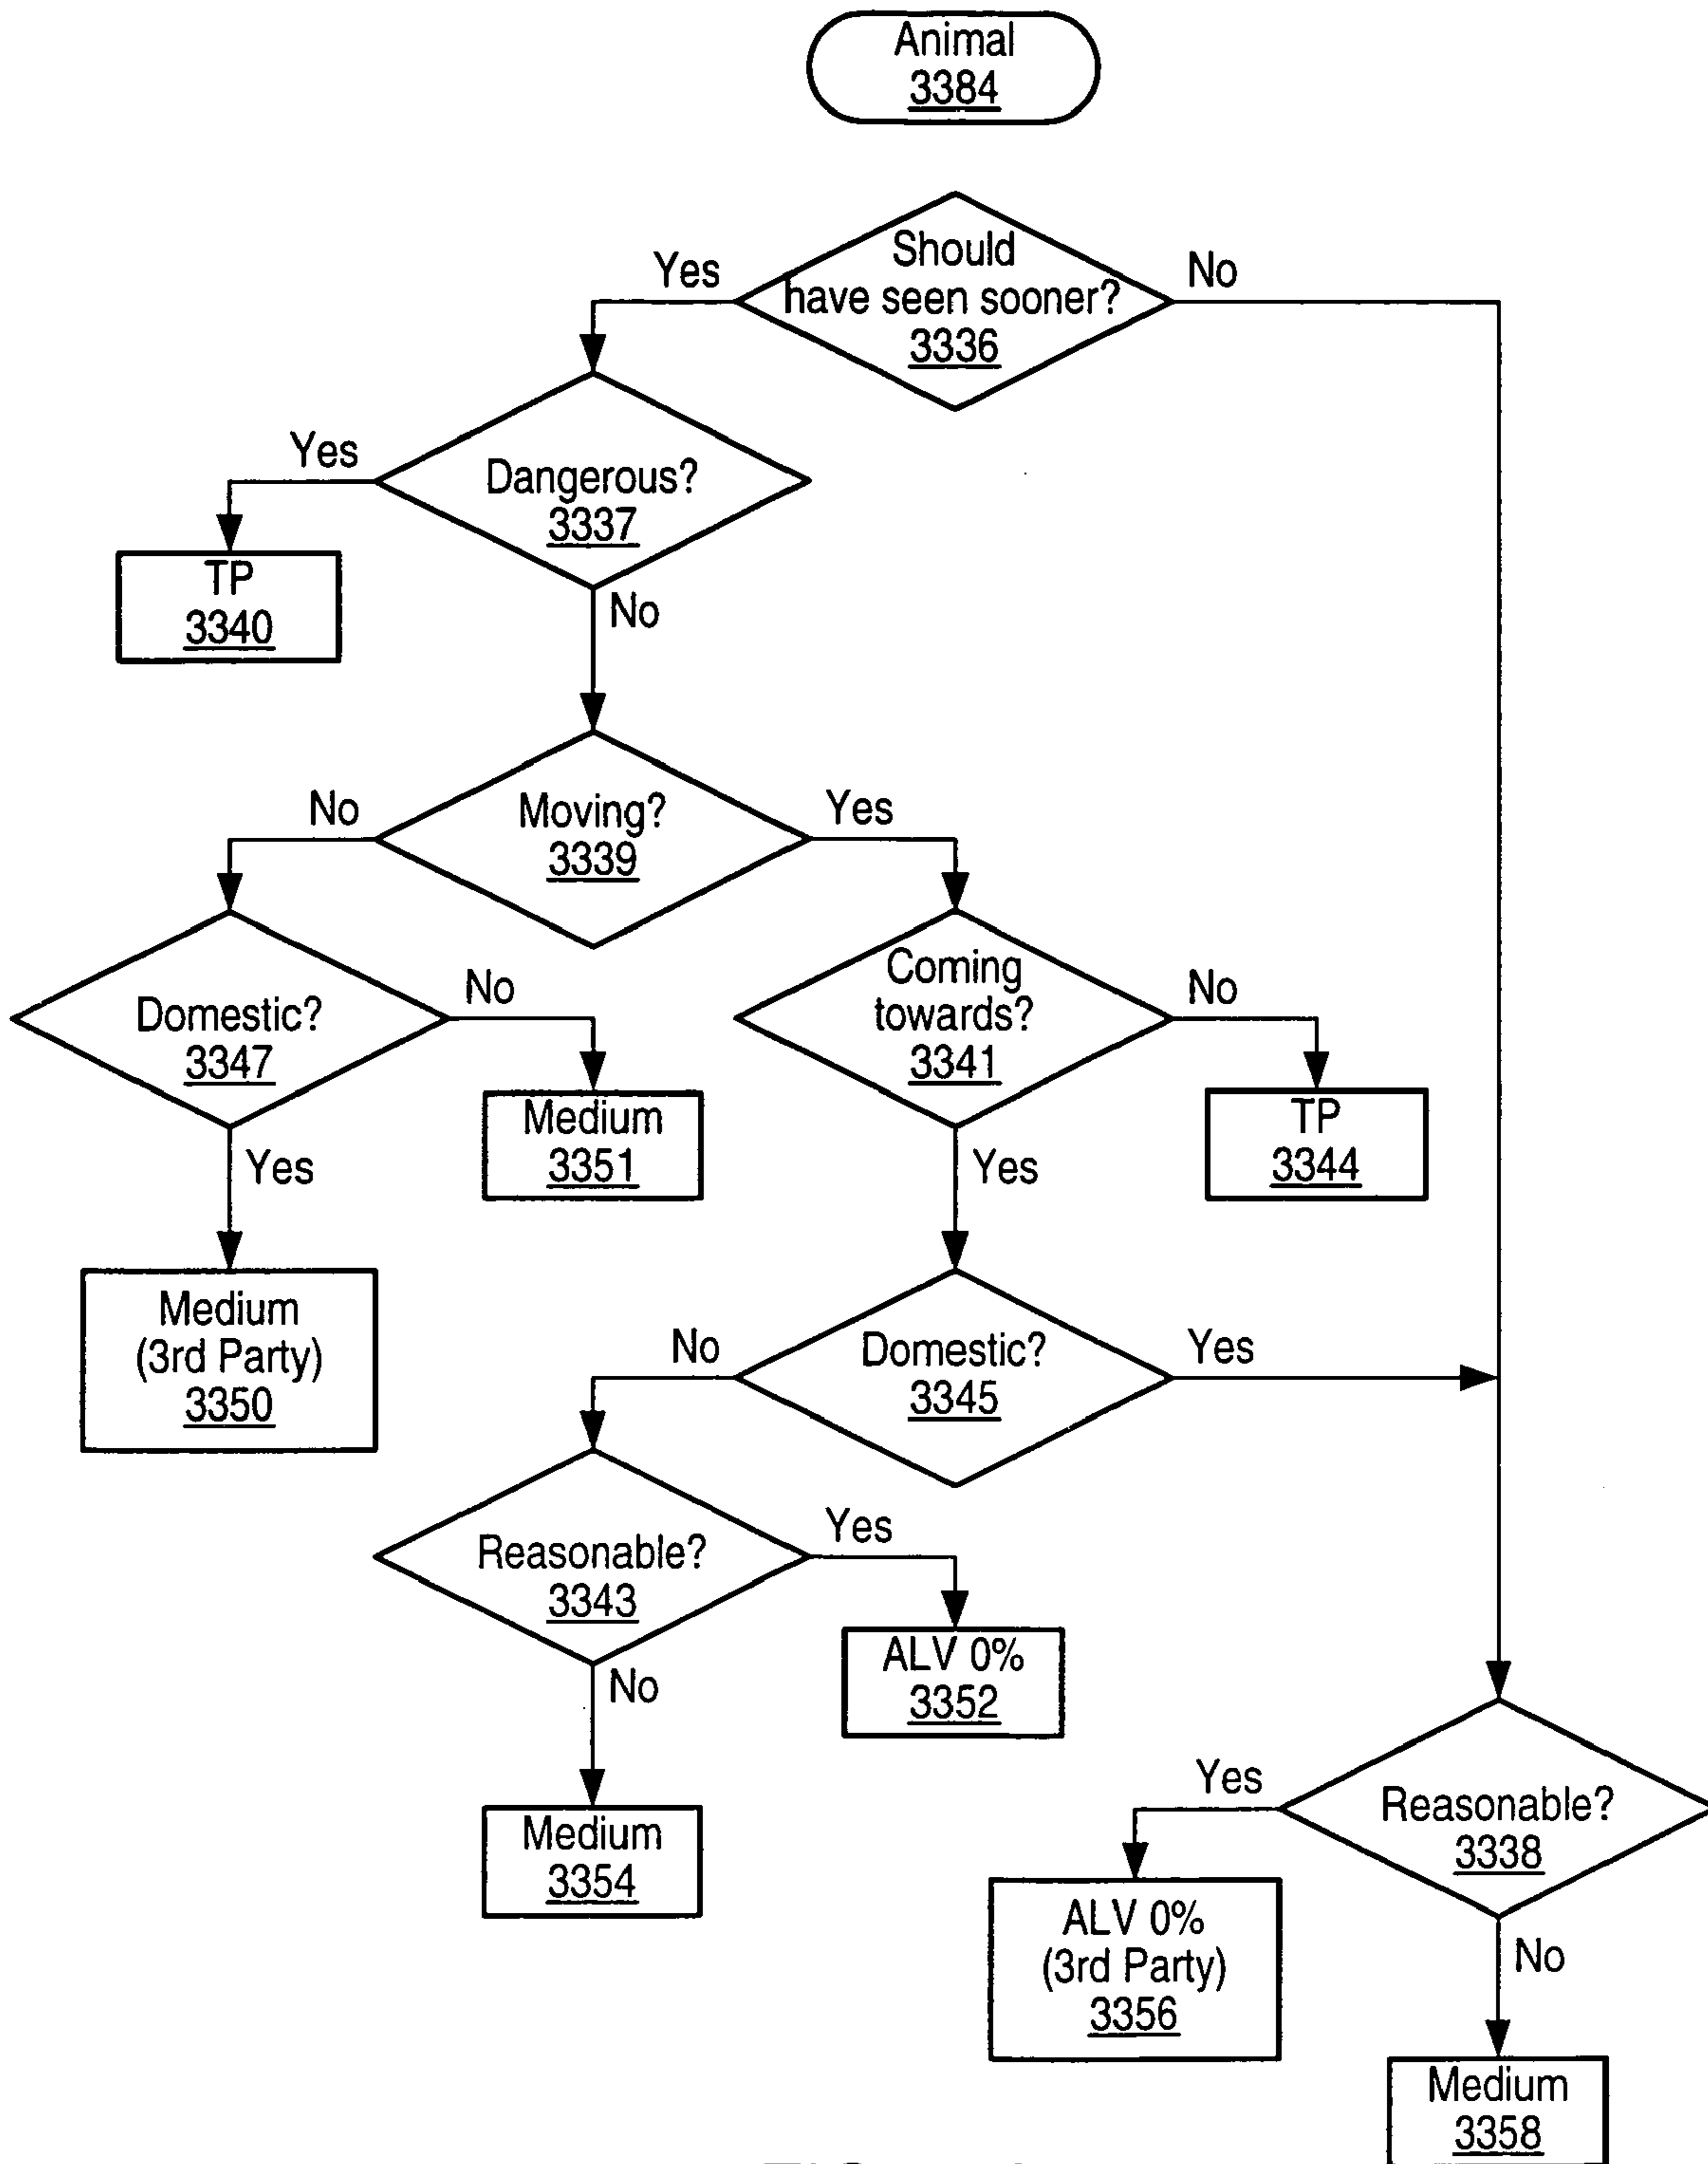 Animal
3384
Should
have seen sooner?
3336
Yes
No
Dangerous?
3337
Yes
No
TP
3340
Moving?
3339
No
Yes
Domestic?
3347
No
Yes
Coming
towards?
3341
No
Yes
Medium
3351
TP
3344
Medium
(3rd Party)
3350
Domestic?
3345
No
Yes
Reasonable?
3343
Yes
No
ALV 0%
3352
Medium
3354
Reasonable?
3338
Yes
No
ALV 0%
(3rd Party)
3356
Medium
3358